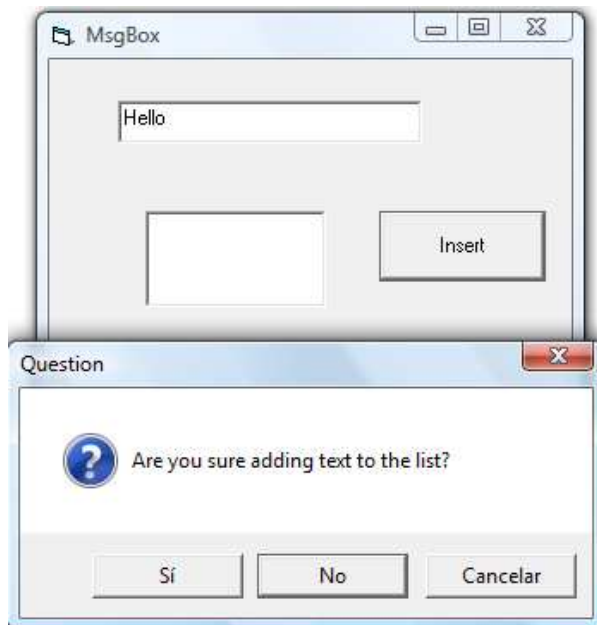 MsgBox
Hello
Insert
Question
Are you sure adding text to the list?
Sí No Cancelar